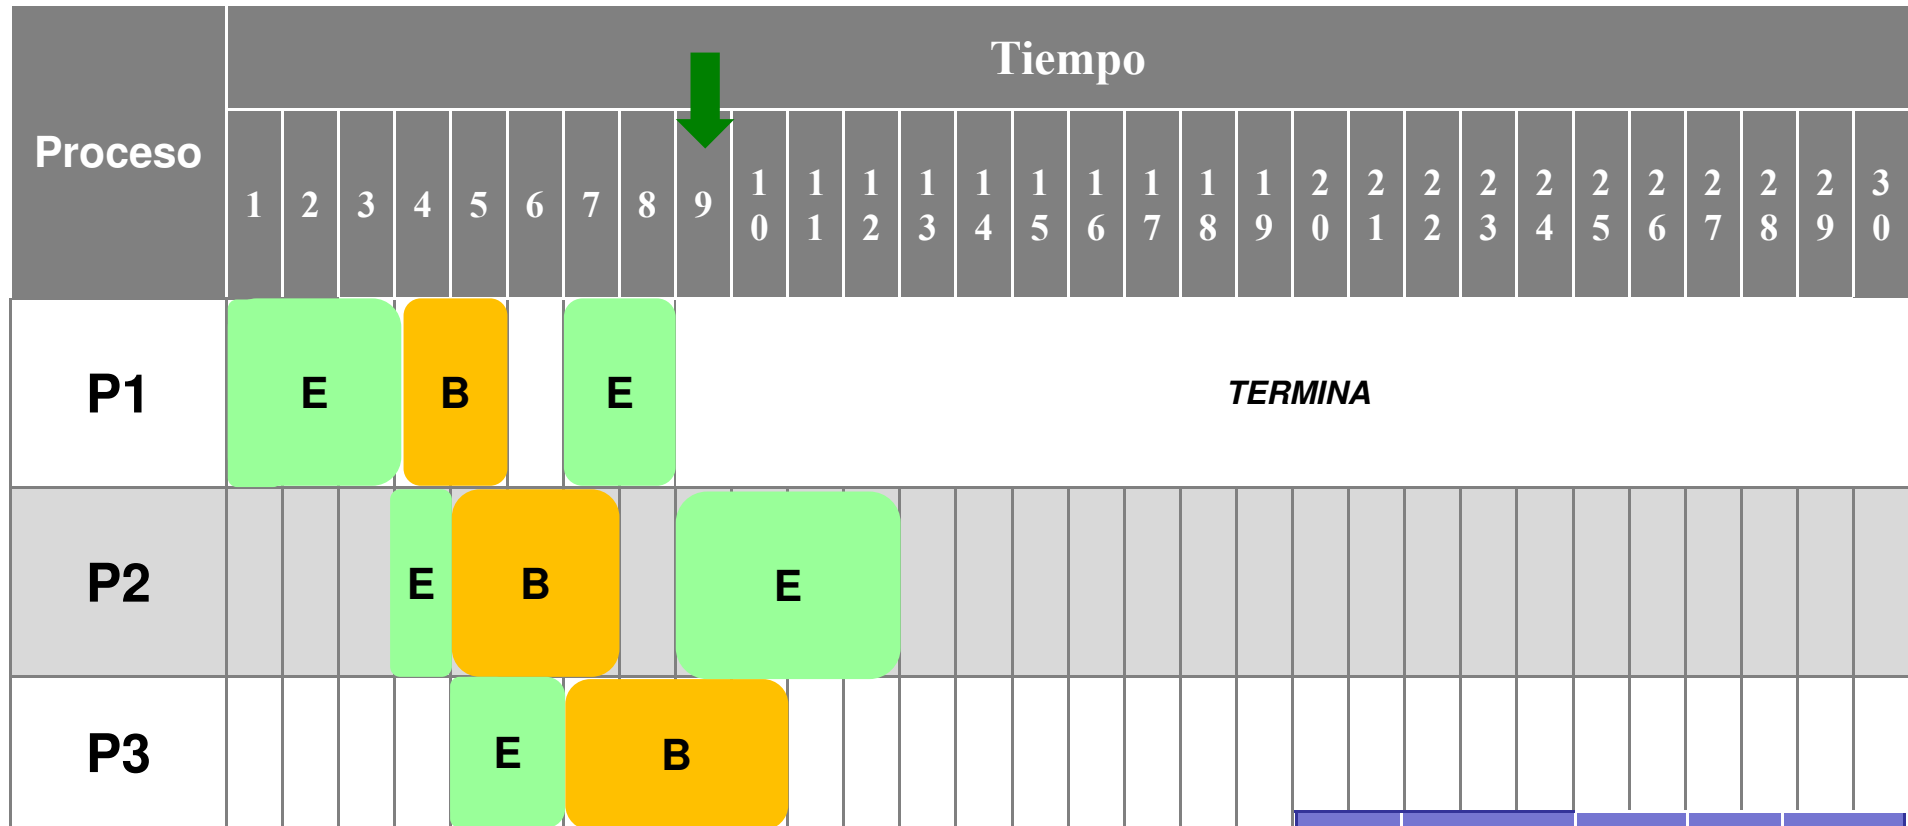 Tiempo
Proceso
1 2 3 4 5 6 7 8 9 10 11 12 13 14 15 16 17 18 19 20 21 22 23 24 25 26 27 28 29 30
P1 E B E TERMINA
P2 E B E
P3 E B